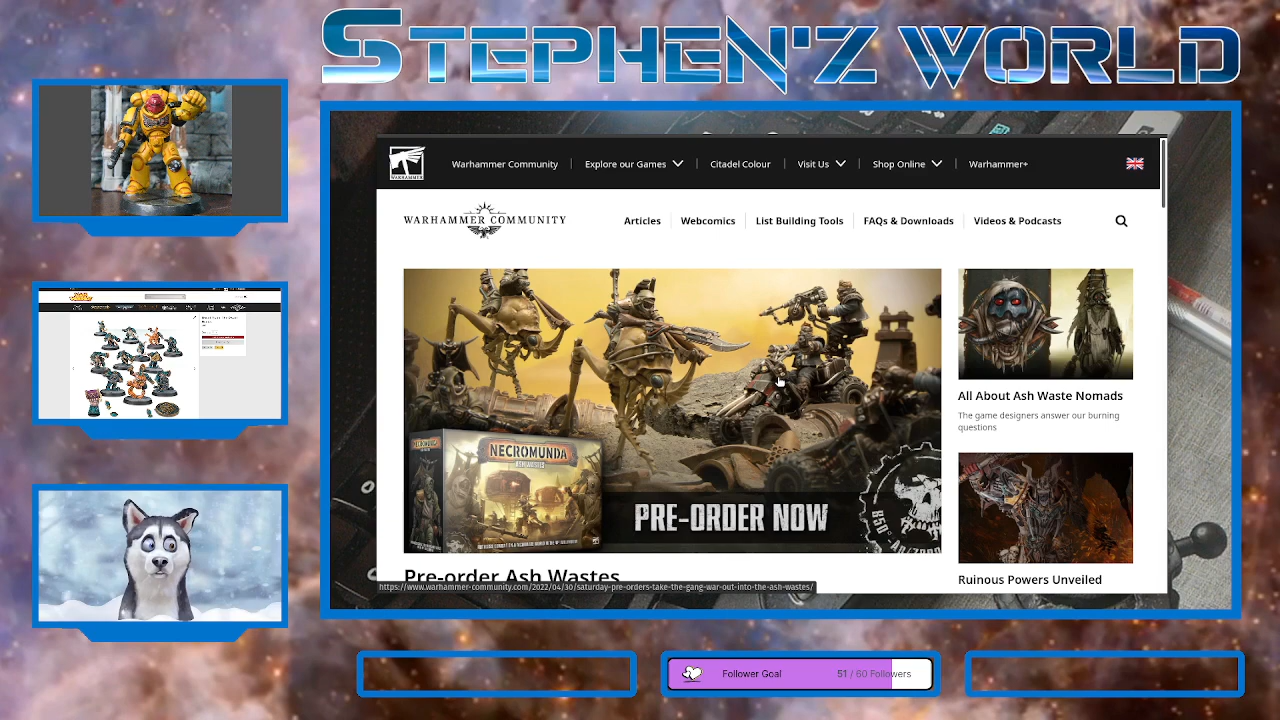 STEPHEN'Z WORLD
WARHAMMER
Warhammer Community
Explore our Games
Citadel Colour
Visit Us
Shop Online
Warhammer+
WARHAMMER COMMUNITY
Articles
Webcomics
List Building Tools
FAQs & Downloads
Videos & Podcasts
NECROMUNDA
ASH WASTES
PRE-ORDER NOW
All About Ash Waste Nomads
The game designers answer our burning
questions
Ruinous Powers Unveiled
Pre-order Ash Wastes
https://www.warhammer-community.com/2022/04/30/saturday-pre-orders-take-the-gang-war-out-into-the-ash-wastes/
Follower Goal
51 / 60 Followers